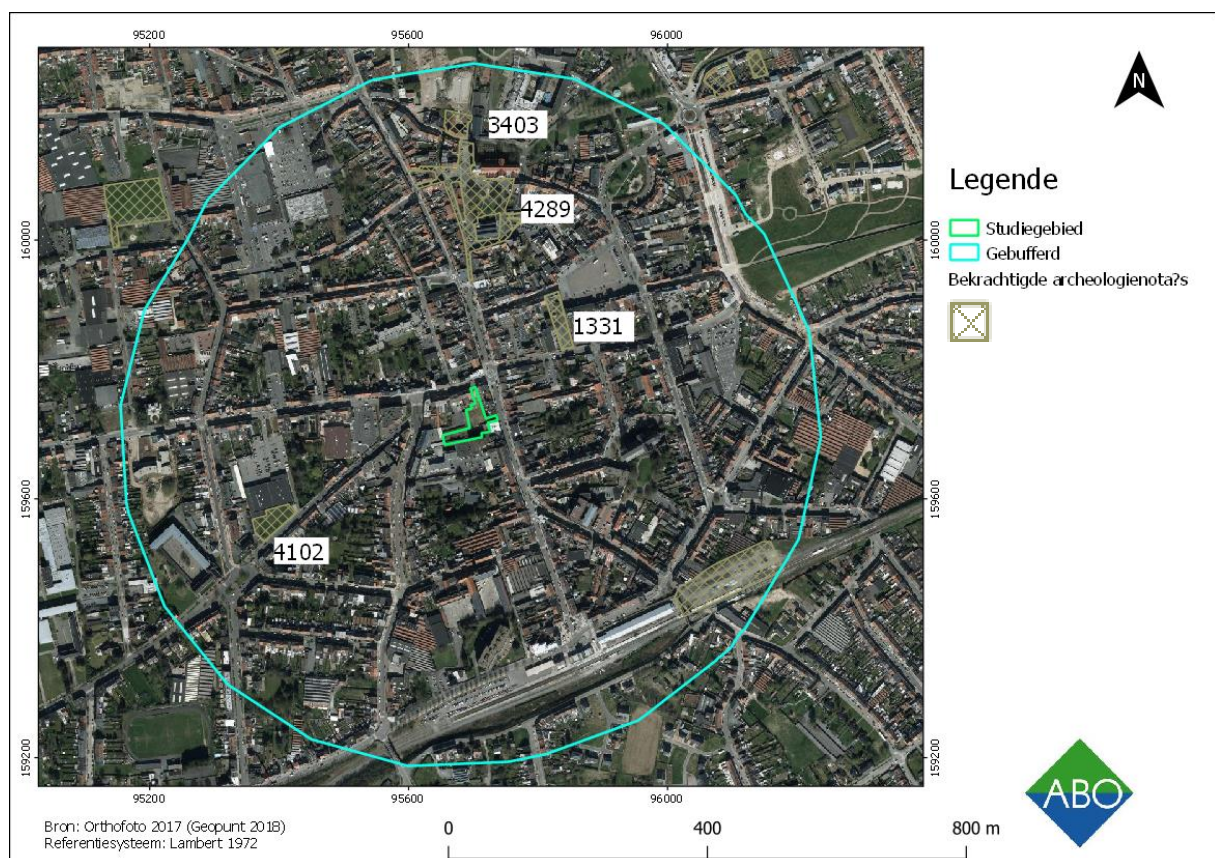 95200 95600 96000
N
3403
4289
160000 160000
1331
159600 159600
4102
159200 159200
95200 95600 96000
Legende
Studiegebied
Gebufferd
Bekrachtigde archeologienota?s
ABO
Bron: Orthofoto 2017 (Geopunt 2018)
Referentiesysteem: Lambert 1972
0 400 800 m